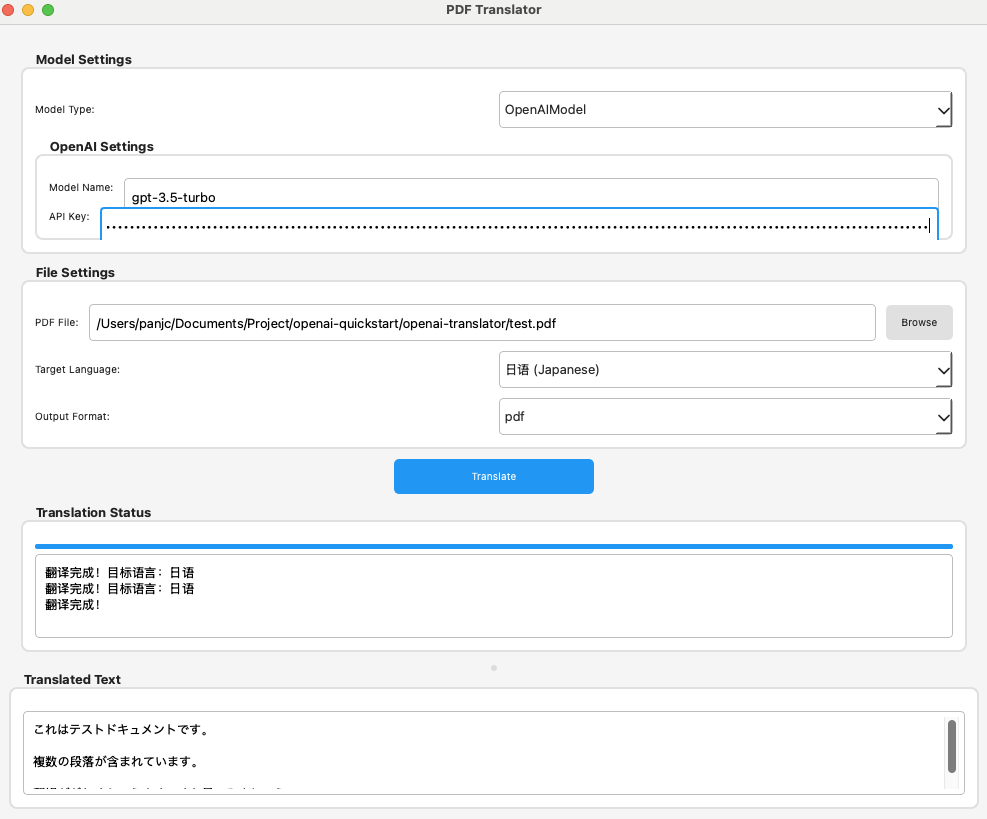 PDF Translator
Model Settings
Model Type:
OpenAIModel
OpenAI Settings
Model Name:
gpt-3.5-turbo
API Key:
File Settings
PDF File:
/Users/panjc/Documents/Project/openai-quickstart/openai-translator/test.pdf
Browse
Target Language:
日语 (Japanese)
Output Format:
pdf
Translate
Translation Status
翻译完成！目标语言：日语
翻译完成！目标语言：日语
翻译完成！
Translated Text
これはテストドキュメントです。
複数の段落が含まれています。